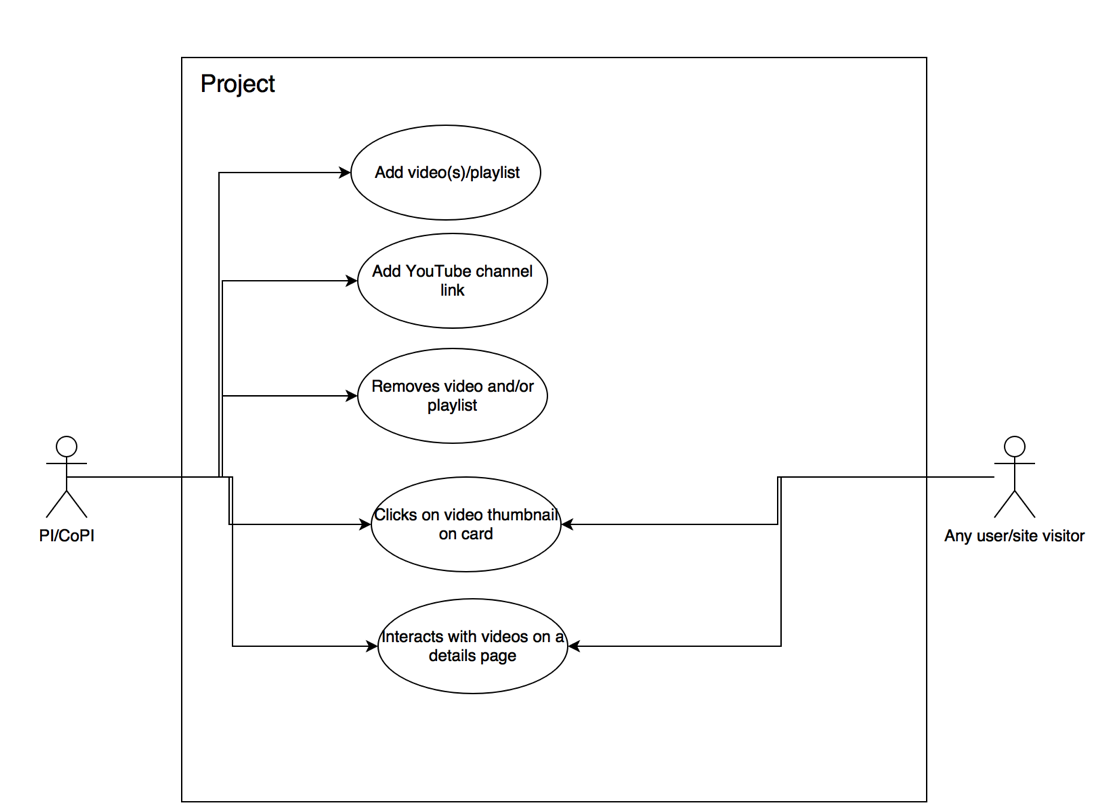 Project
Add video(s)/playlist
Add YouTube channel
link
Removes video and/or
playlist
Clicks on video thumbnail
on card
Interacts with videos on a
details page
PI/CoPI
Any user/site visitor